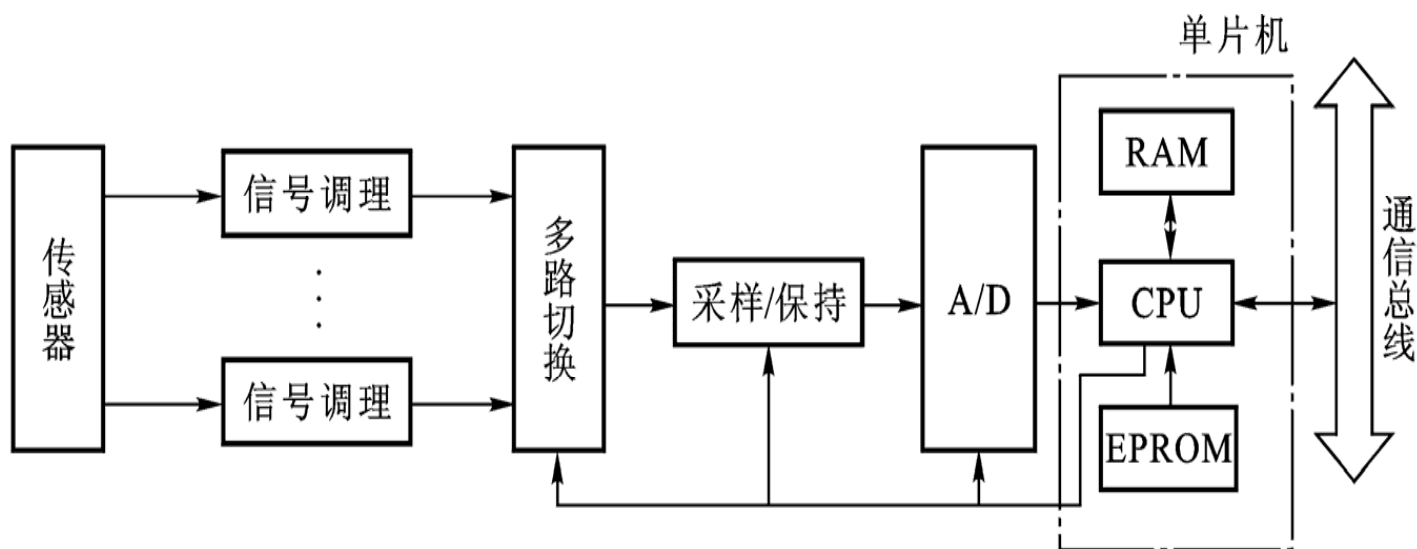 单片机
传感器
信号调理
信号调理
多路切换
采样/保持
A/D
RAM
CPU
EPROM
通信总线